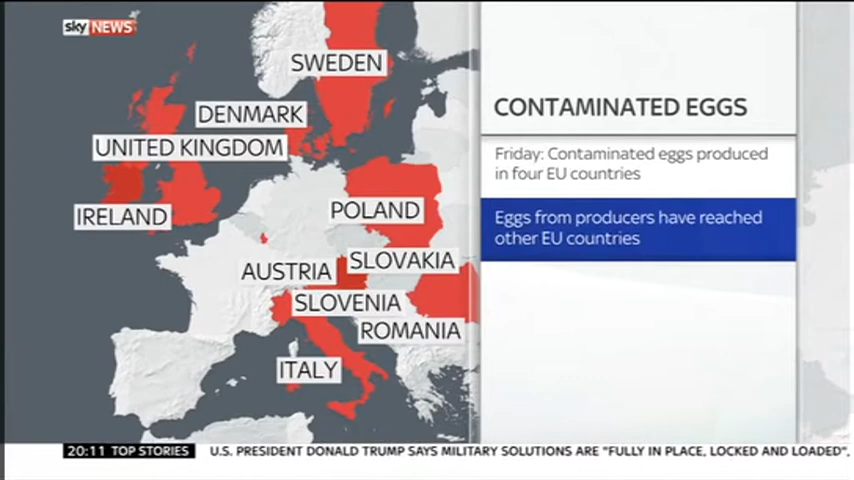 sky NEWS
SWEDEN
DENMARK
UNITED KINGDOM
IRELAND
POLAND
AUSTRIA
SLOVAKIA
SLOVENIA
ROMANIA
ITALY
CONTAMINATED EGGS
Friday: Contaminated eggs produced
in four EU countries
Eggs from producers have reached
other EU countries
20:11 TOP STORIES
U.S. PRESIDENT DONALD TRUMP SAYS MILITARY SOLUTIONS ARE "FULLY IN PLACE, LOCKED AND LOADED",